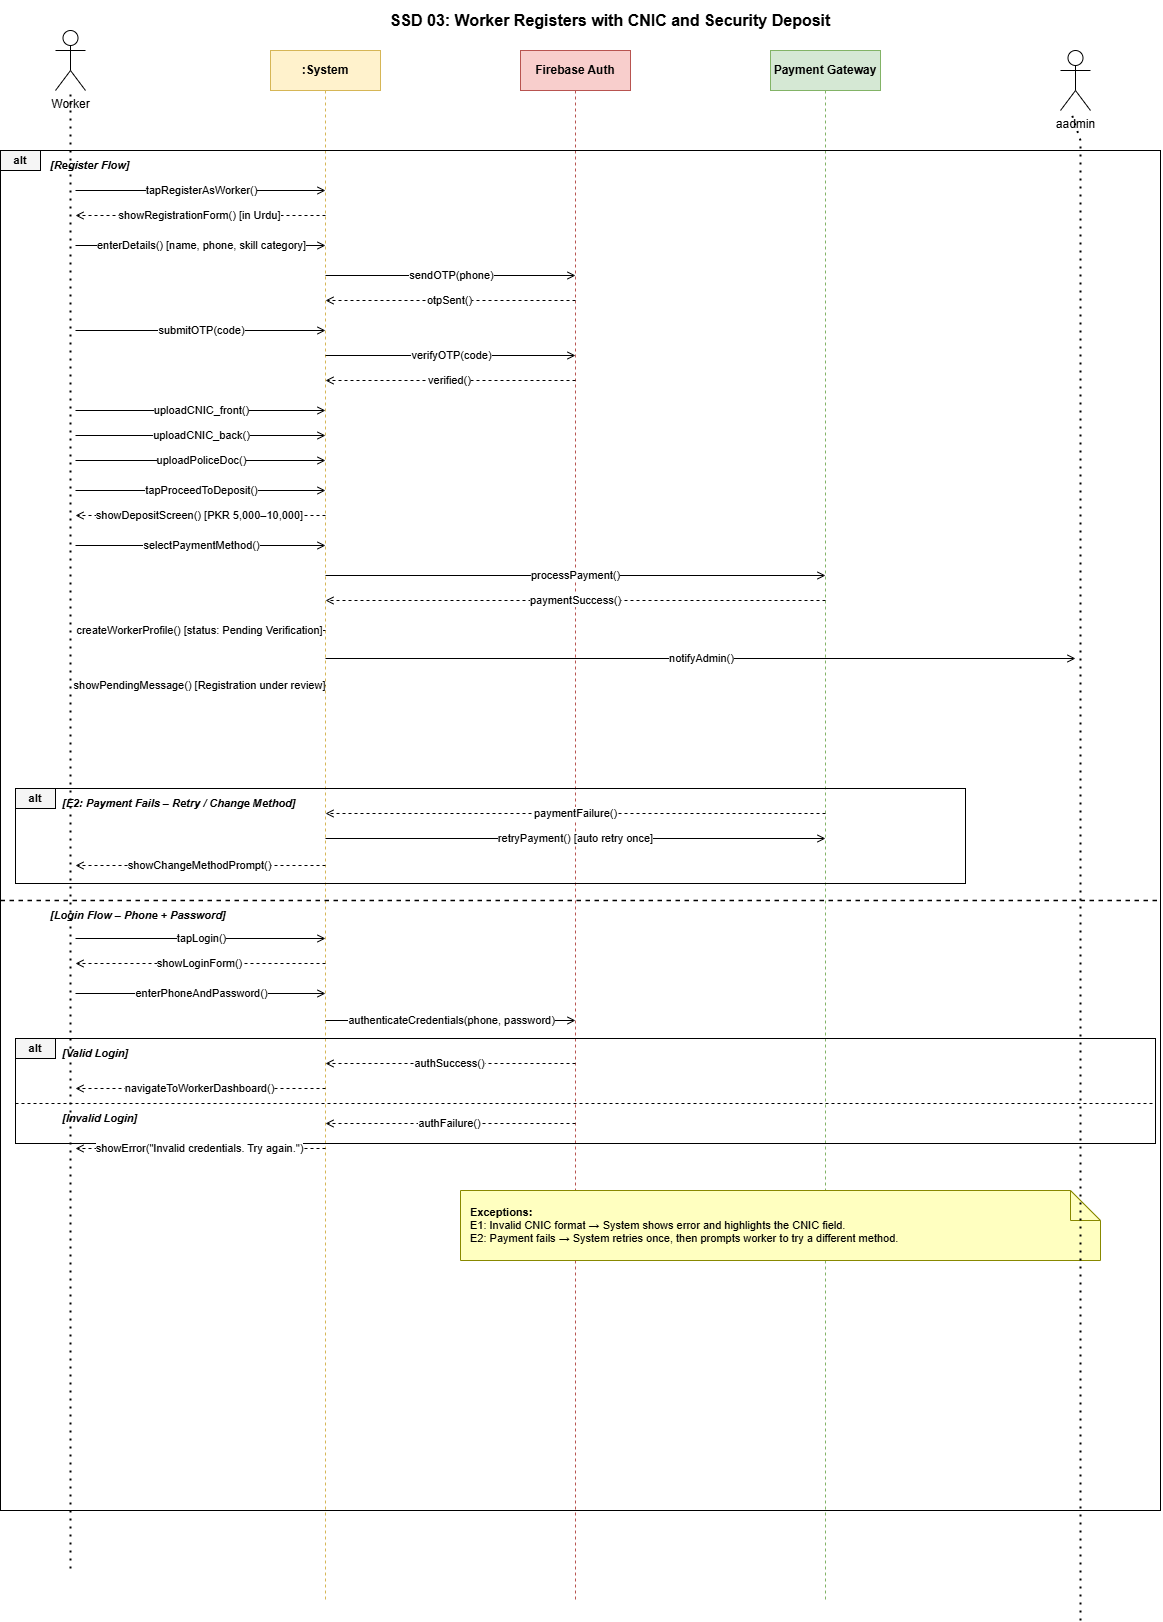 SSD 03: Worker Registers with CNIC and Security Deposit
:System
Firebase Auth
Payment Gateway
Worker
aadmin
alt
[Register Flow]
tapRegisterAsWorker()
showRegistrationForm() [in Urdu]
enterDetails() [name, phone, skill category]
sendOTP(phone)
otpSent()
submitOTP(code)
verifyOTP(code)
verified()
uploadCNIC_front()
uploadCNIC_back()
uploadPoliceDoc()
tapProceedToDeposit()
showDepositScreen() [PKR 5,000–10,000]
selectPaymentMethod()
processPayment()
paymentSuccess()
createWorkerProfile() [status: Pending Verification]
notifyAdmin()
showPendingMessage() [Registration under review]
alt
[E2: Payment Fails – Retry / Change Method]
paymentFailure()
retryPayment() [auto retry once]
showChangeMethodPrompt()
[Login Flow – Phone + Password]
tapLogin()
showLoginForm()
enterPhoneAndPassword()
authenticateCredentials(phone, password)
alt
[Valid Login]
authSuccess()
navigateToWorkerDashboard()
[Invalid Login]
authFailure()
showError("Invalid credentials. Try again.")
Exceptions:
E1: Invalid CNIC format → System shows error and highlights the CNIC field.
E2: Payment fails → System retries once, then prompts worker to try a different method.